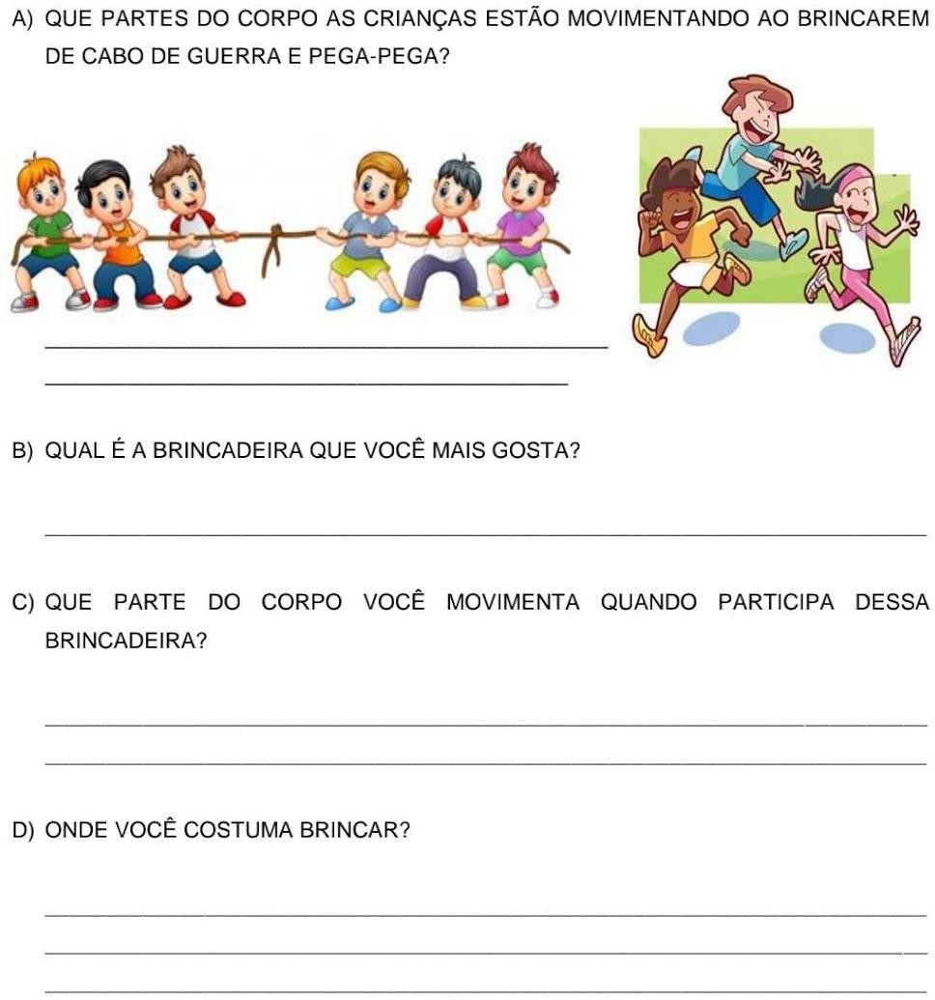 A) QUE PARTES DO CORPO AS CRIANÇAS ESTÃO MOVIMENTANDO AO BRINCAREM
DE CABO DE GUERRA E PEGA-PEGA?
B) QUAL É A BRINCADEIRA QUE VOCÊ MAIS GOSTA?
C) QUE PARTE DO CORPO VOCÊ MOVIMENTA QUANDO PARTICIPA DESSA
BRINCADEIRA?
D) ONDE VOCÊ COSTUMA BRINCAR?